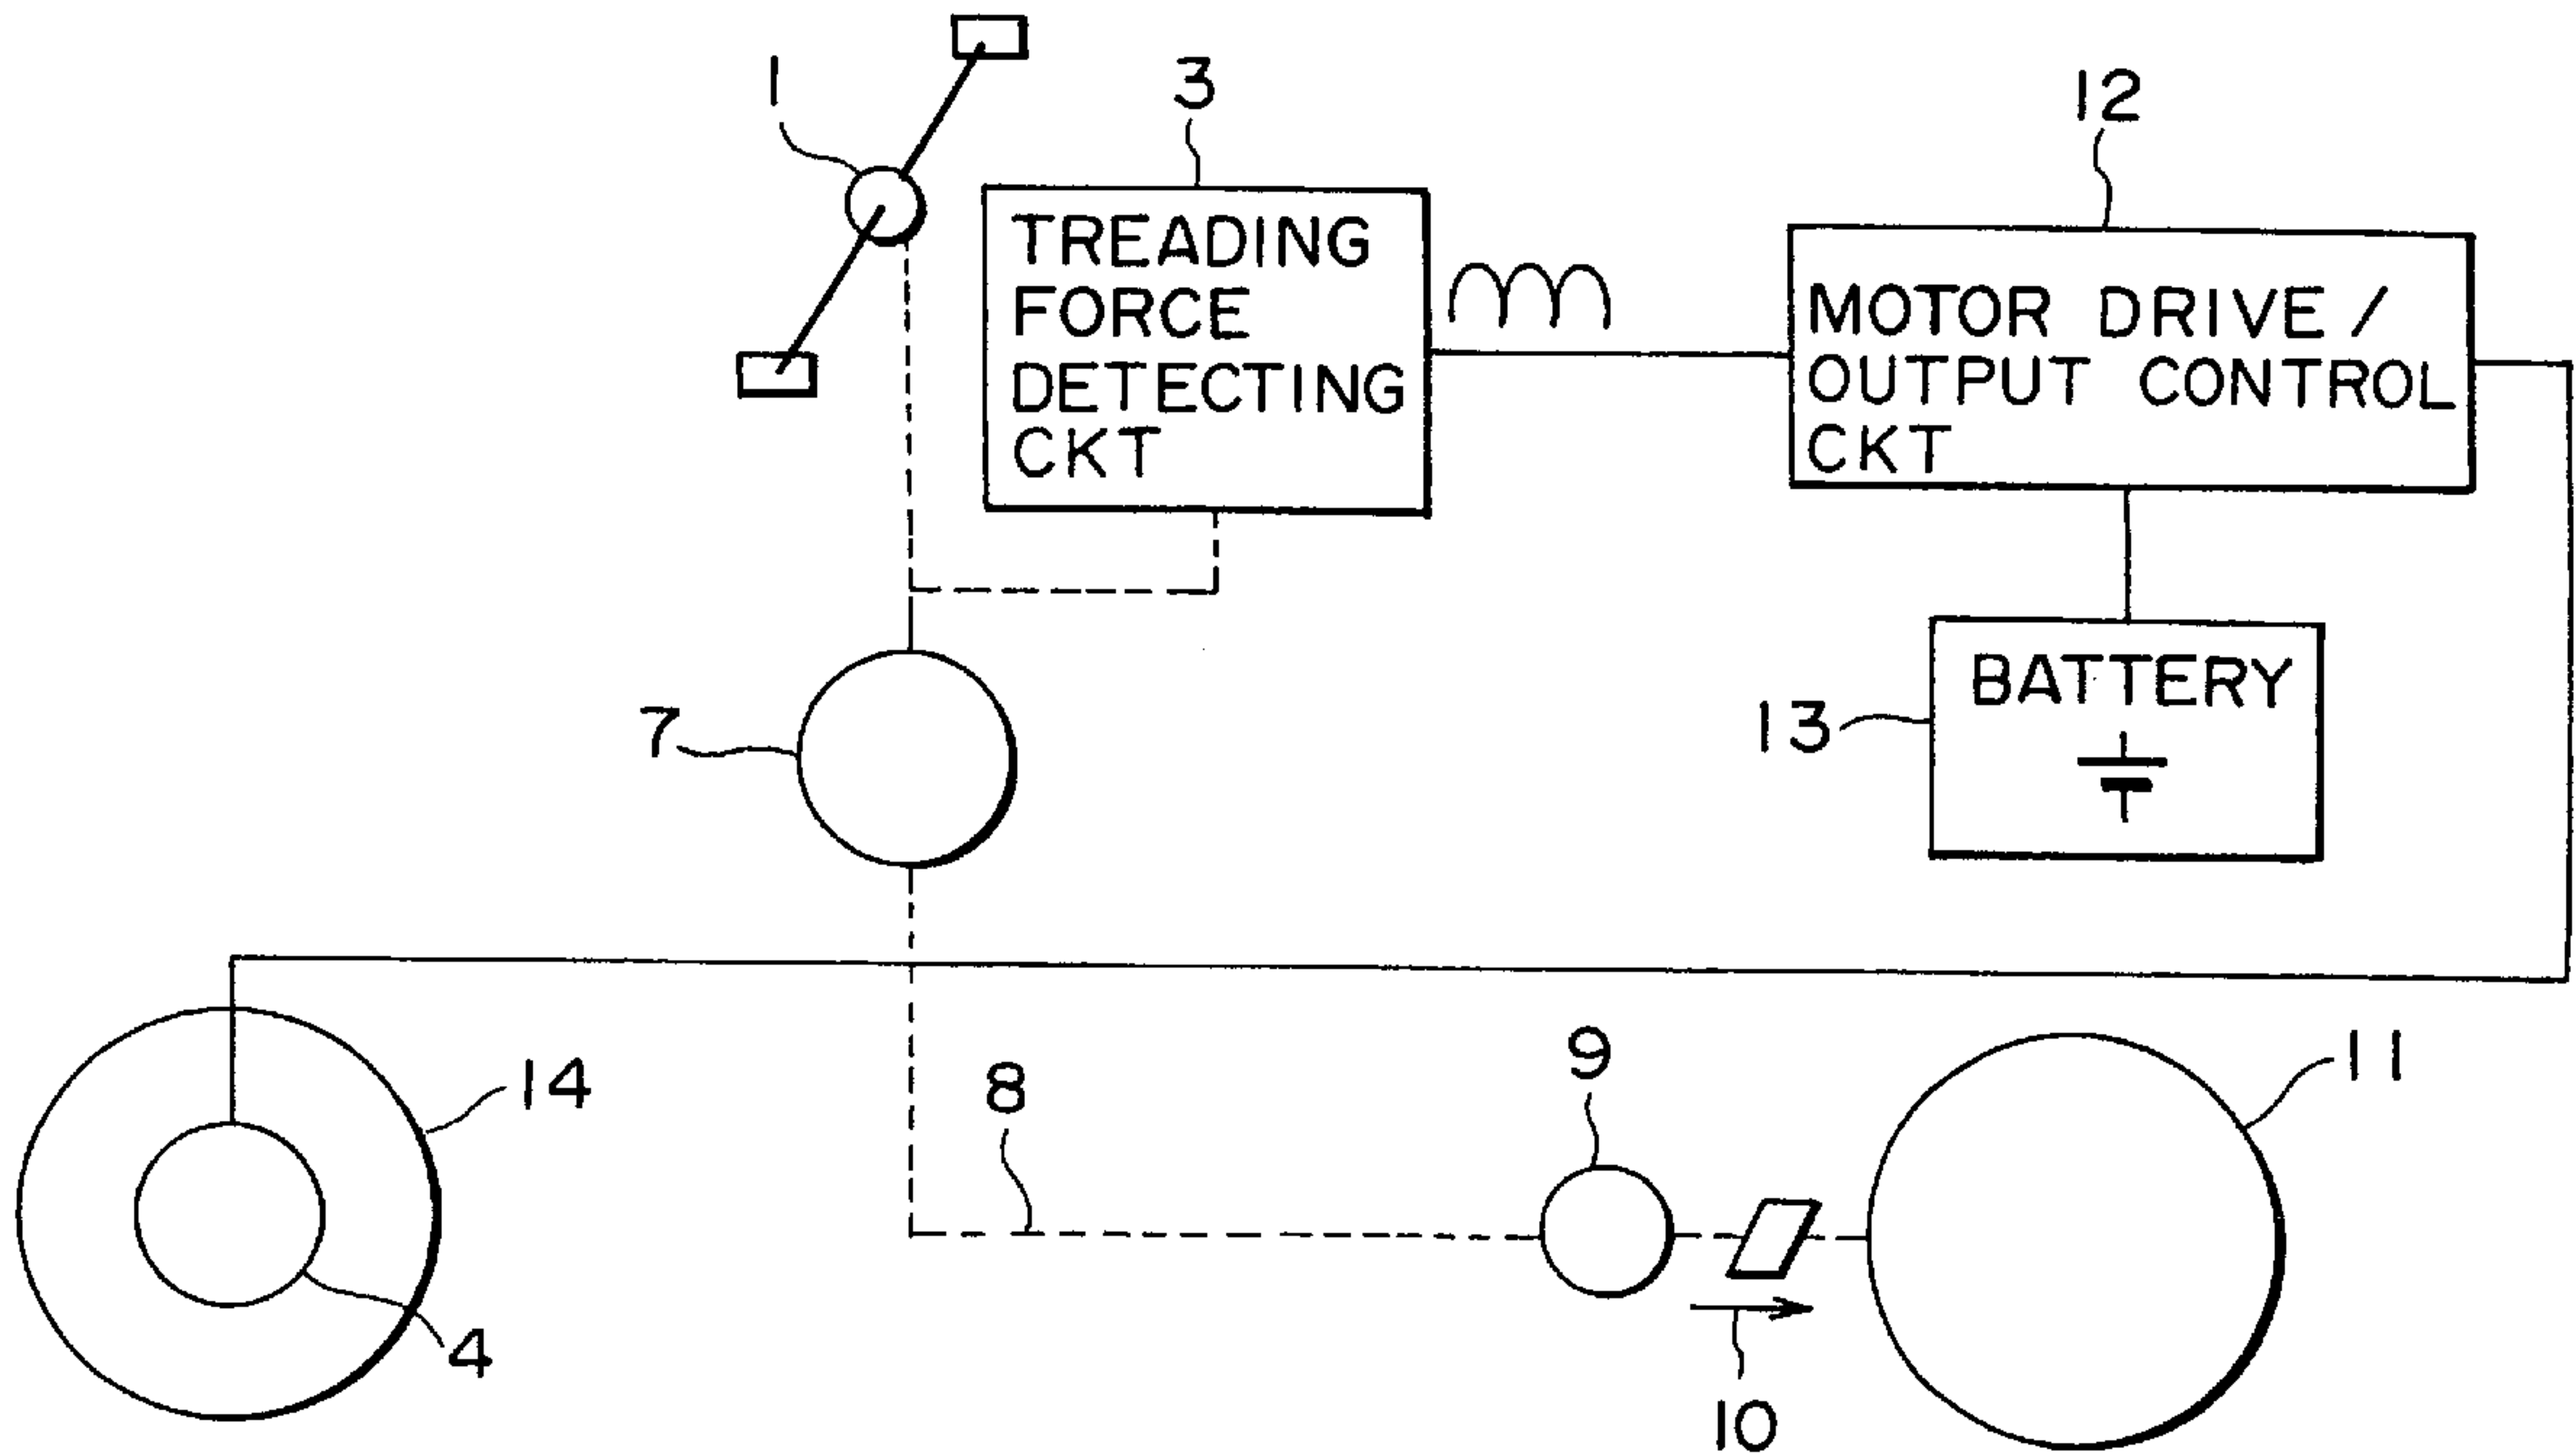 1
3
12
TREADING
FORCE
DETECTING
CKT
MOTOR DRIVE /
OUTPUT CONTROL
CKT
7
13
BATTERY
14
8
9
11
4
10